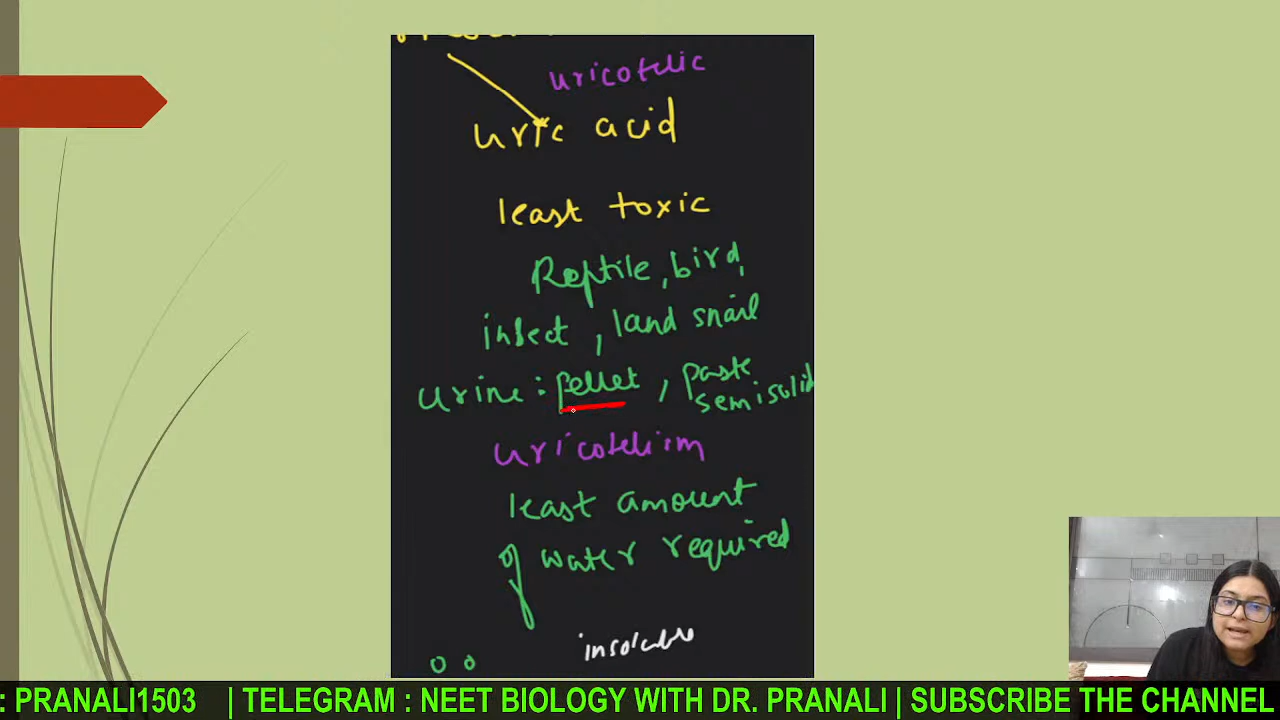 uricotelic
uric acid
least toxic
Reptile, bird,
insect, land snail
urine : pellet, paste
semisolid
uricotelism
least amount
of water required
insoluble
: PRANALI1503 | TELEGRAM : NEET BIOLOGY WITH DR. PRANALI | SUBSCRIBE THE CHANNEL